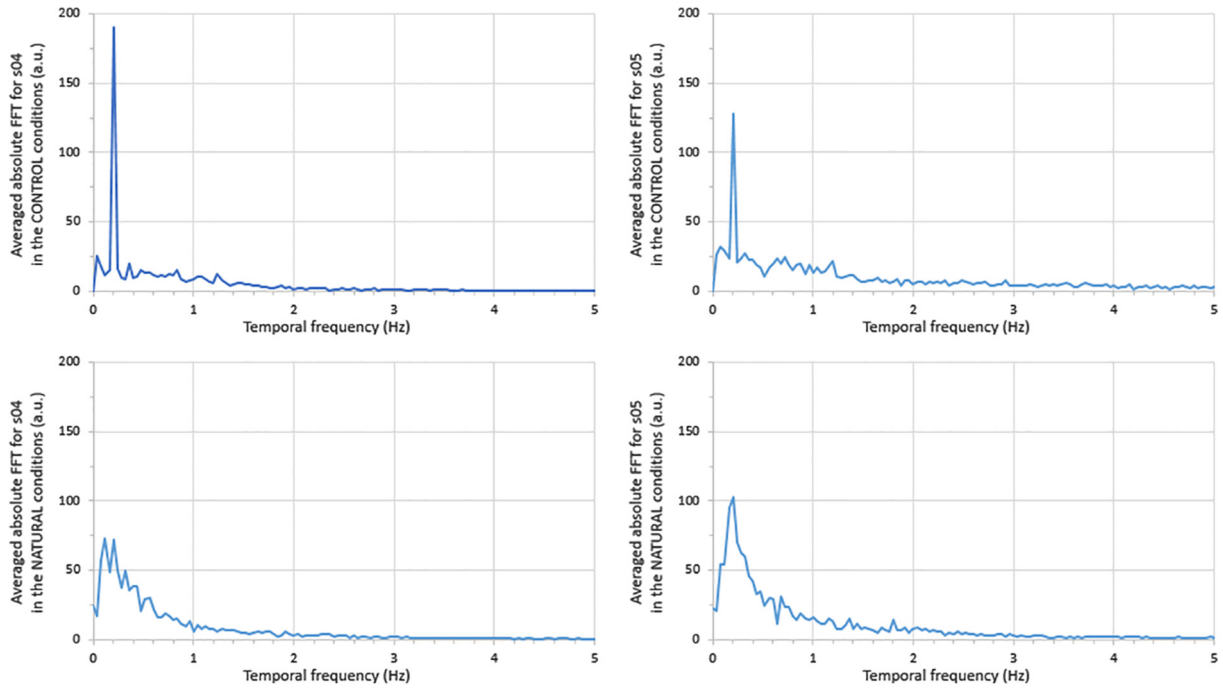 Averaged absolute FFT for s04
in the CONTROL conditions (a.u.)
200
150
100
50
0
0 1 2 3 4 5
Temporal frequency (Hz)
Averaged absolute FFT for s05
in the CONTROL conditions (a.u.)
200
150
100
50
0
0 1 2 3 4 5
Temporal frequency (Hz)
Averaged absolute FFT for s04
in the NATURAL conditions (a.u.)
200
150
100
50
0
0 1 2 3 4 5
Temporal frequency (Hz)
Averaged absolute FFT for s05
in the NATURAL conditions (a.u.)
200
150
100
50
0
0 1 2 3 4 5
Temporal frequency (Hz)